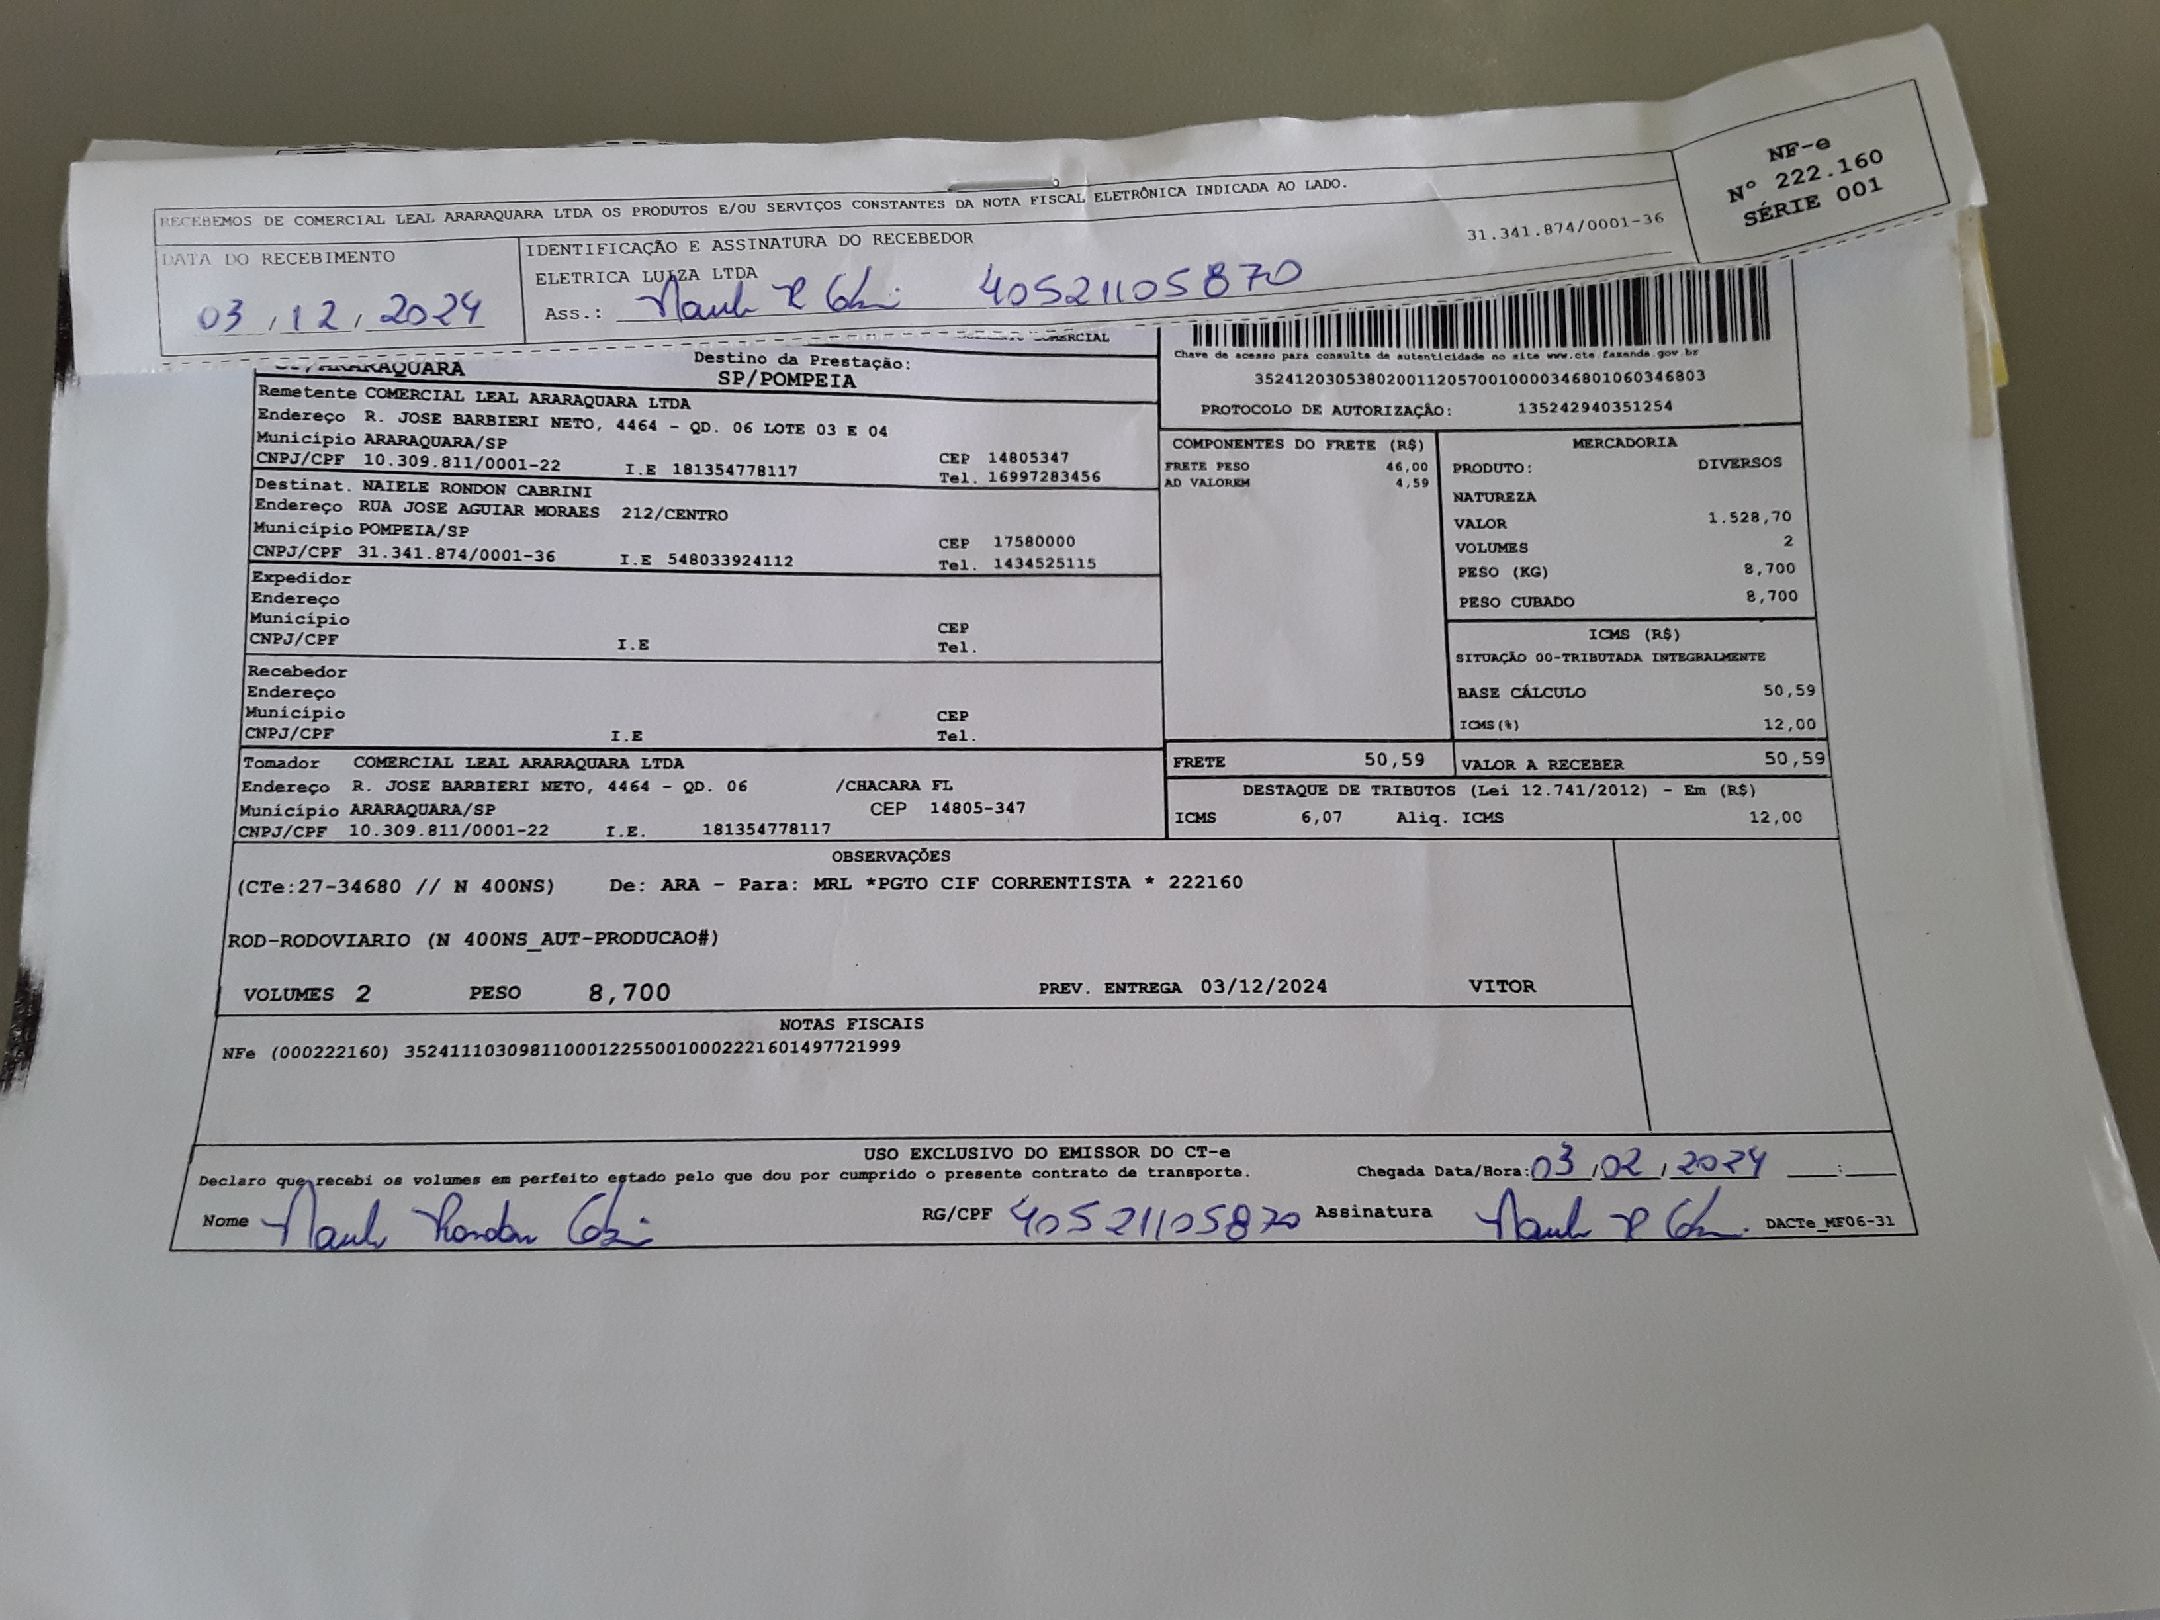 RECEBEMOS DE COMERCIAL LEAL ARARAQUARA LTDA OS PRODUTOS E/OU SERVIÇOS CONSTANTES DA NOTA FISCAL ELETRÔNICA INDICADA AO LADO.
NF-e
Nº 222.160
SÉRIE 001
DATA DO RECEBIMENTO
03/12/2024
IDENTIFICAÇÃO E ASSINATURA DO RECEBEDOR
31.341.874/0001-36
ELETRICA LUIZA LTDA
Ass.: 40521105870
COMERCIAL
Chave de acesso para consulta de autenticidade no site www.cte.fazenda.gov.br
35241203053802001120570010000346801060346803
PROTOCOLO DE AUTORIZAÇÃO: 135242940351254
/ARARAQUARA
Destino da Prestação:
SP/POMPEIA
Remetente COMERCIAL LEAL ARARAQUARA LTDA
Endereço R. JOSE BARBIERI NETO, 4464 - QD. 06 LOTE 03 E 04
Município ARARAQUARA/SP CEP 14805347
CNPJ/CPF 10.309.811/0001-22 I.E 181354778117 Tel. 16997283456
Destinat. NAIELE RONDON CABRINI
Endereço RUA JOSE AGUIAR MORAES 212/CENTRO
Município POMPEIA/SP CEP 17580000
CNPJ/CPF 31.341.874/0001-36 I.E 548033924112 Tel. 1434525115
Expedidor
Endereço
Município CEP
CNPJ/CPF I.E Tel.
Recebedor
Endereço
Município CEP
CNPJ/CPF I.E Tel.
Tomador COMERCIAL LEAL ARARAQUARA LTDA
Endereço R. JOSE BARBIERI NETO, 4464 - QD. 06 /CHACARA FL
Município ARARAQUARA/SP CEP 14805-347
CNPJ/CPF 10.309.811/0001-22 I.E. 181354778117
COMPONENTES DO FRETE (R$)
FRETE PESO 46,00
AD VALOREM 4,59
MERCADORIA
PRODUTO: DIVERSOS
NATUREZA
VALOR 1.528,70
VOLUMES 2
PESO (KG) 8,700
PESO CUBADO 8,700
ICMS (R$)
SITUAÇÃO 00-TRIBUTADA INTEGRALMENTE
BASE CÁLCULO 50,59
ICMS(%) 12,00
FRETE 50,59 VALOR A RECEBER 50,59
DESTAQUE DE TRIBUTOS (Lei 12.741/2012) - Em (R$)
ICMS 6,07 Aliq. ICMS 12,00
OBSERVAÇÕES
(CTe:27-34680 // N 400NS) De: ARA - Para: MRL *PGTO CIF CORRENTISTA * 222160
ROD-RODOVIARIO (N 400NS_AUT-PRODUCAO#)
VOLUMES 2 PESO 8,700 PREV. ENTREGA 03/12/2024 VITOR
NOTAS FISCAIS
NFe (000222160) 35241110309811000122550010002221601497721999
USO EXCLUSIVO DO EMISSOR DO CT-e
Declaro que recebi os volumes em perfeito estado pelo que dou por cumprido o presente contrato de transporte. Chegada Data/Hora: 03/02/2024 __:__
Nome Rondon RG/CPF 40521105870 Assinatura DACTe_MF06-31